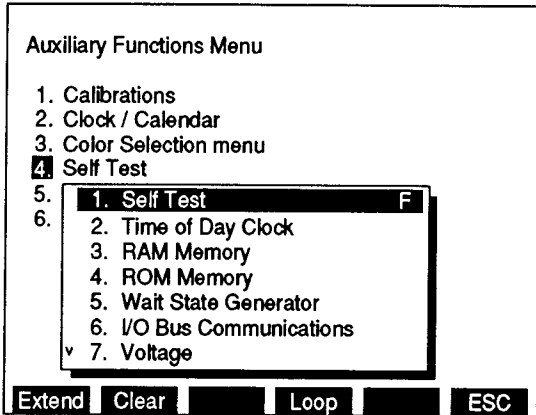 Auxiliary Functions Menu
1. Calibrations
2. Clock / Calendar
3. Color Selection menu
4. Self Test
5.
6.
1. Self Test F
2. Time of Day Clock
3. RAM Memory
4. ROM Memory
5. Wait State Generator
6. I/O Bus Communications
v 7. Voltage
Extend Clear Loop ESC